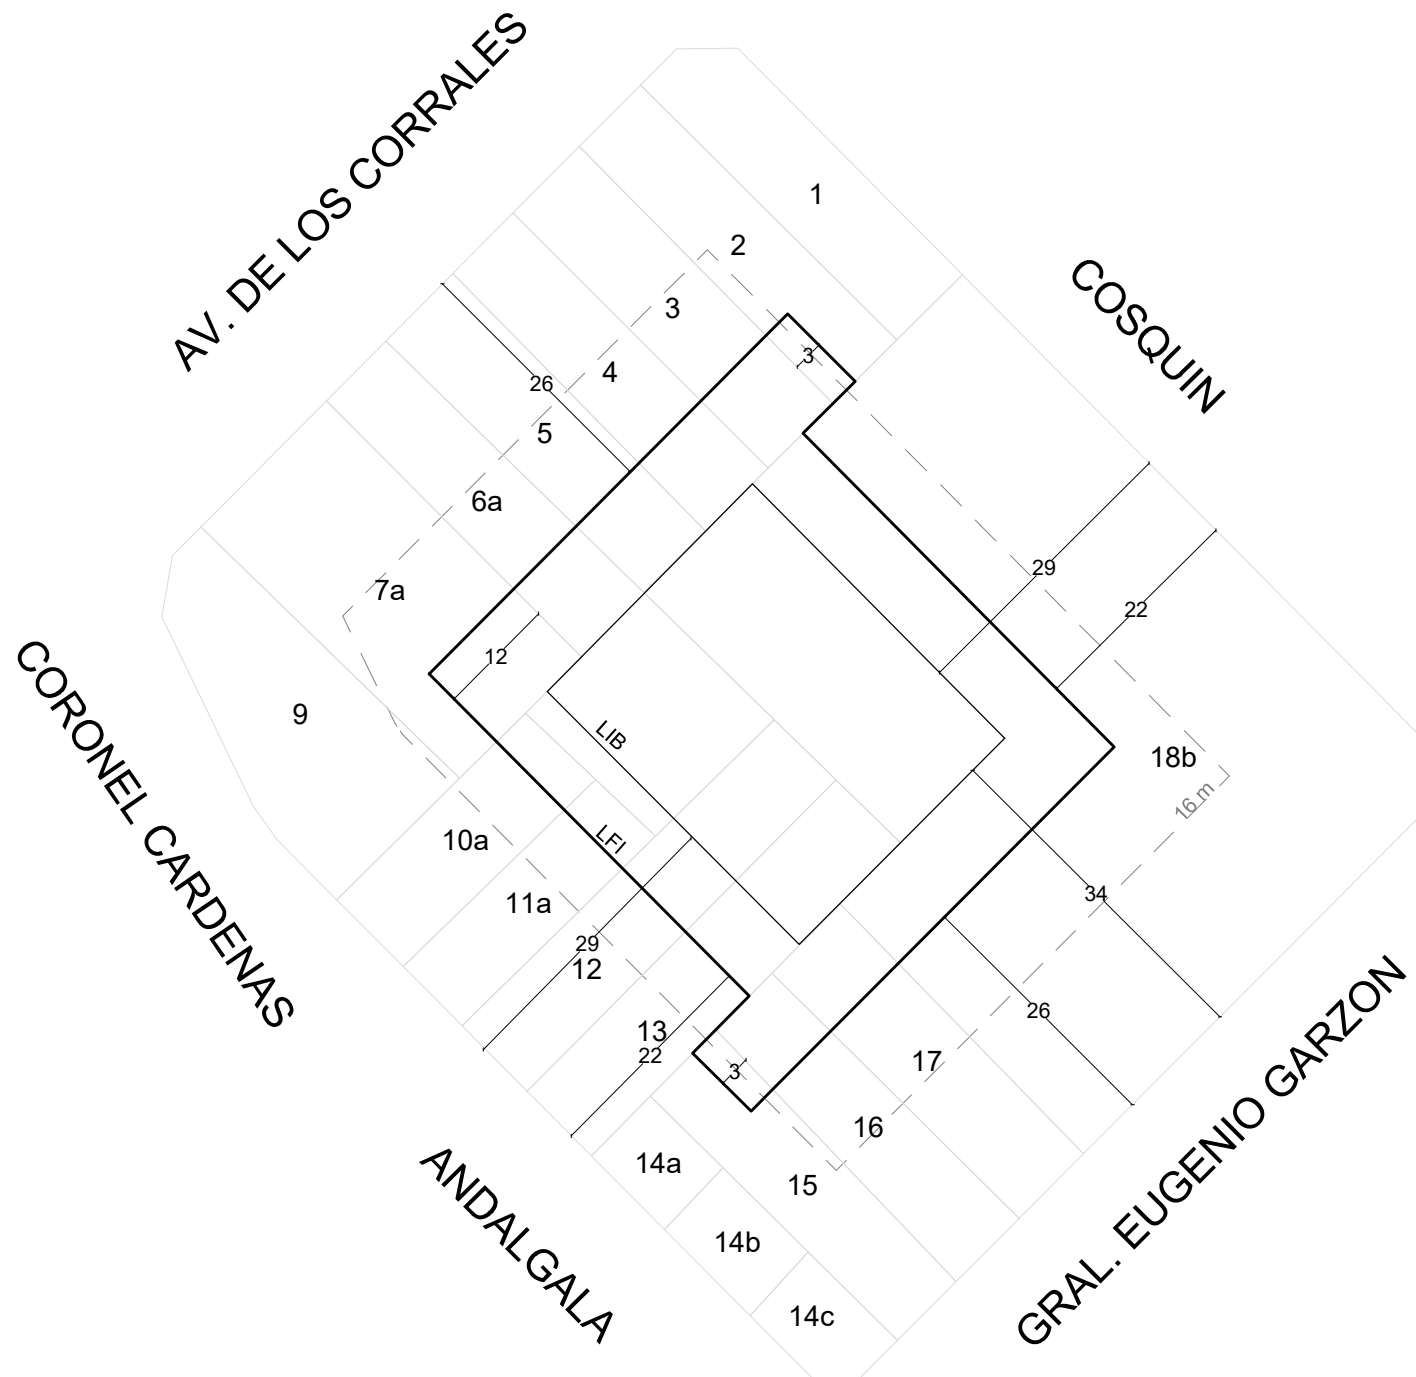 AV. DE LOS CORRALES
1
2
COSQUIN
3
3
4
26
5
6a
29
7a
22
12
9
LIB
18b
16 m
CORONEL CARDENAS
10a
LFI
34
11a
29
12
26
13
22
17
3
16
14a
15
GRAL. EUGENIO GARZON
ANDALGALA
14b
14c